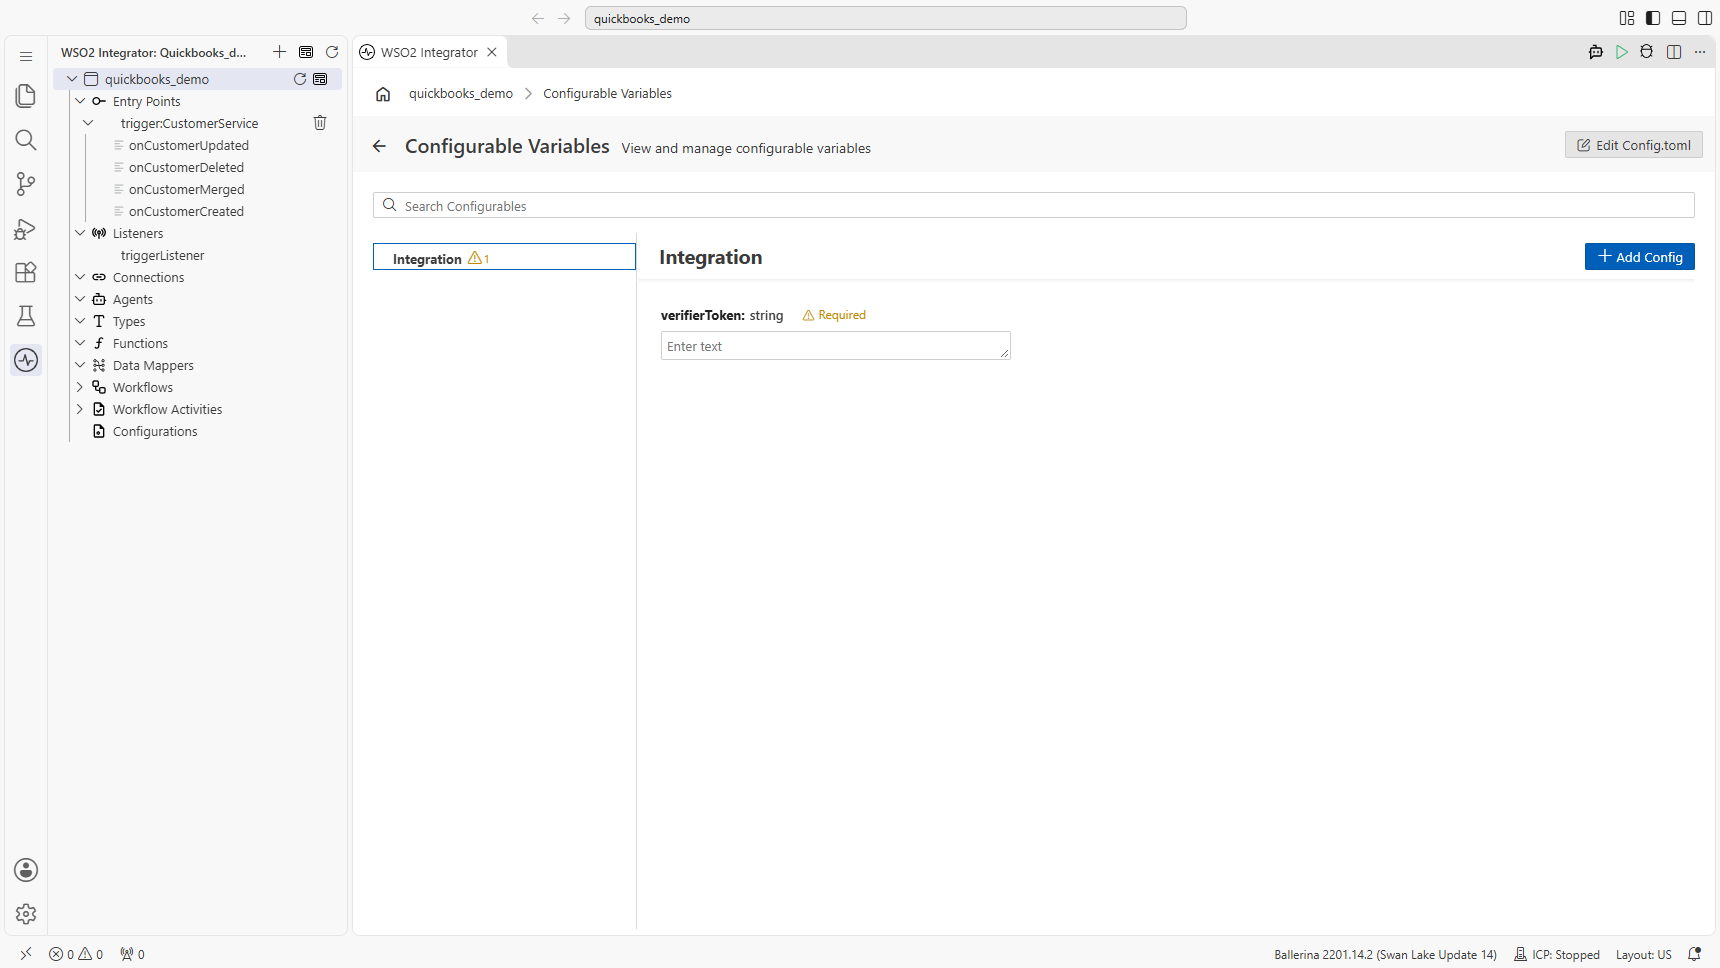 quickbooks_demo
WSO2 Integrator: Quickbooks_d...
WSO2 Integrator
quickbooks_demo
Entry Points
trigger:CustomerService
onCustomerUpdated
onCustomerDeleted
onCustomerMerged
onCustomerCreated
Listeners
triggerListener
Connections
Agents
Types
Functions
Data Mappers
Workflows
Workflow Activities
Configurations
quickbooks_demo
Configurable Variables
Configurable Variables
View and manage configurable variables
Edit Config.toml
Search Configurables
Integration
1
Integration
Add Config
verifierToken: string
Required
Enter text
0
0
0
Ballerina 2201.14.2 (Swan Lake Update 14)
ICP: Stopped
Layout: US